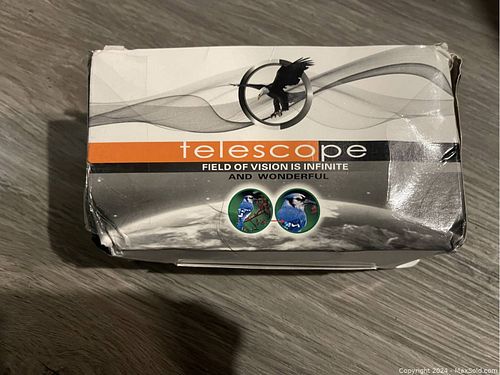 telescope
FIELD OF VISION IS INFINITE
AND WONDERFUL
Copyright 2024 - MaxSold.com